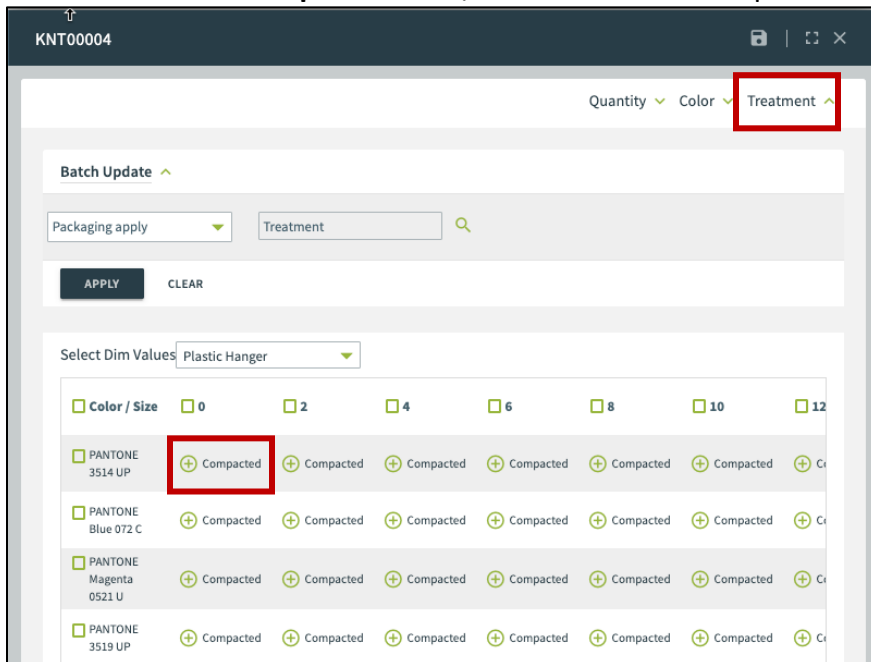 KNT00004
Quantity Color Treatment
Batch Update
Packaging apply Treatment
APPLY CLEAR
Select Dim Values Plastic Hanger
Color / Size 0 2 4 6 8 10 12
PANTONE
3514 UP
Compacted Compacted Compacted Compacted Compacted Compacted
PANTONE
Blue 072 C
Compacted Compacted Compacted Compacted Compacted Compacted
PANTONE
Magenta
0521 U
Compacted Compacted Compacted Compacted Compacted Compacted
PANTONE
3519 UP
Compacted Compacted Compacted Compacted Compacted Compacted